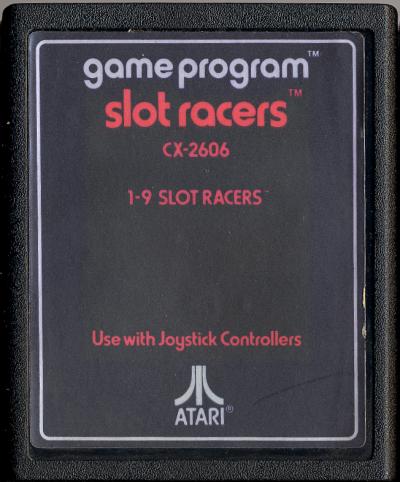 game program™
slot racers™
CX-2606
1-9 SLOT RACERS™
Use with Joystick Controllers
ATARI®